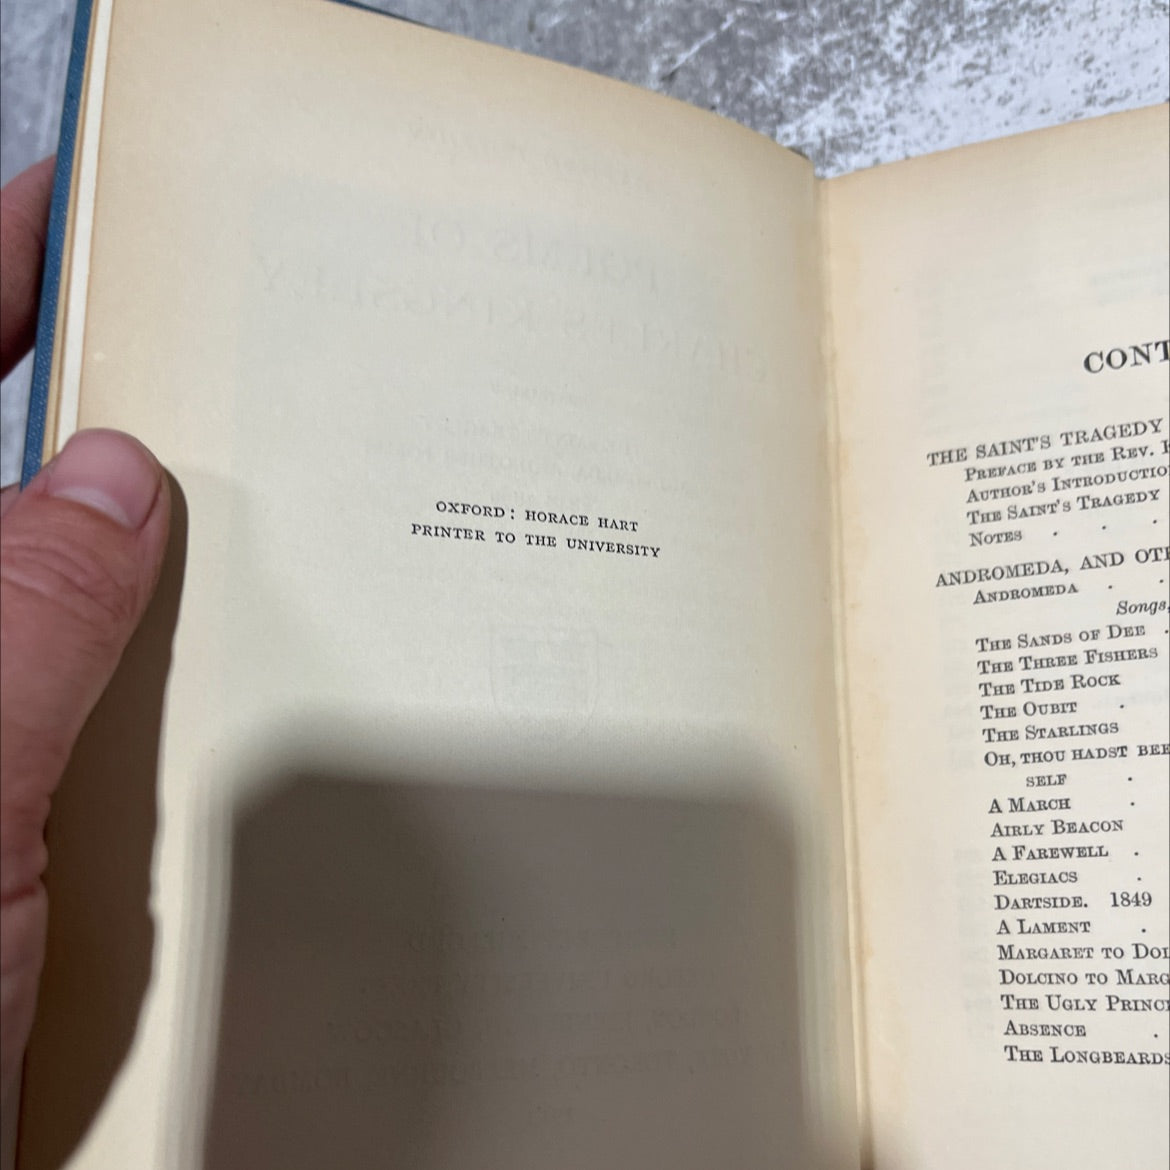 OXFORD: HORACE HART
PRINTER TO THE UNIVERSITY
CONT
THE SAINT'S TRAGEDY
PREFACE BY THE REV.
AUTHOR'S INTRODUCTIO
THE SAINT'S TRAGEDY
NOTES .
ANDROMEDA, AND OTH
ANDROMEDA . .
Songs,
THE SANDS OF DEE .
THE THREE FISHERS
THE TIDE ROCK
THE OUBIT .
THE STARLINGS
OH, THOU HADST BEE
SELF .
A MARCH .
AIRLY BEACON
A FAREWELL .
ELEGIACS .
DARTSIDE. 1849
A LAMENT .
MARGARET TO DOL
DOLCINO TO MARG
THE UGLY PRINC
ABSENCE .
THE LONGBEARDS